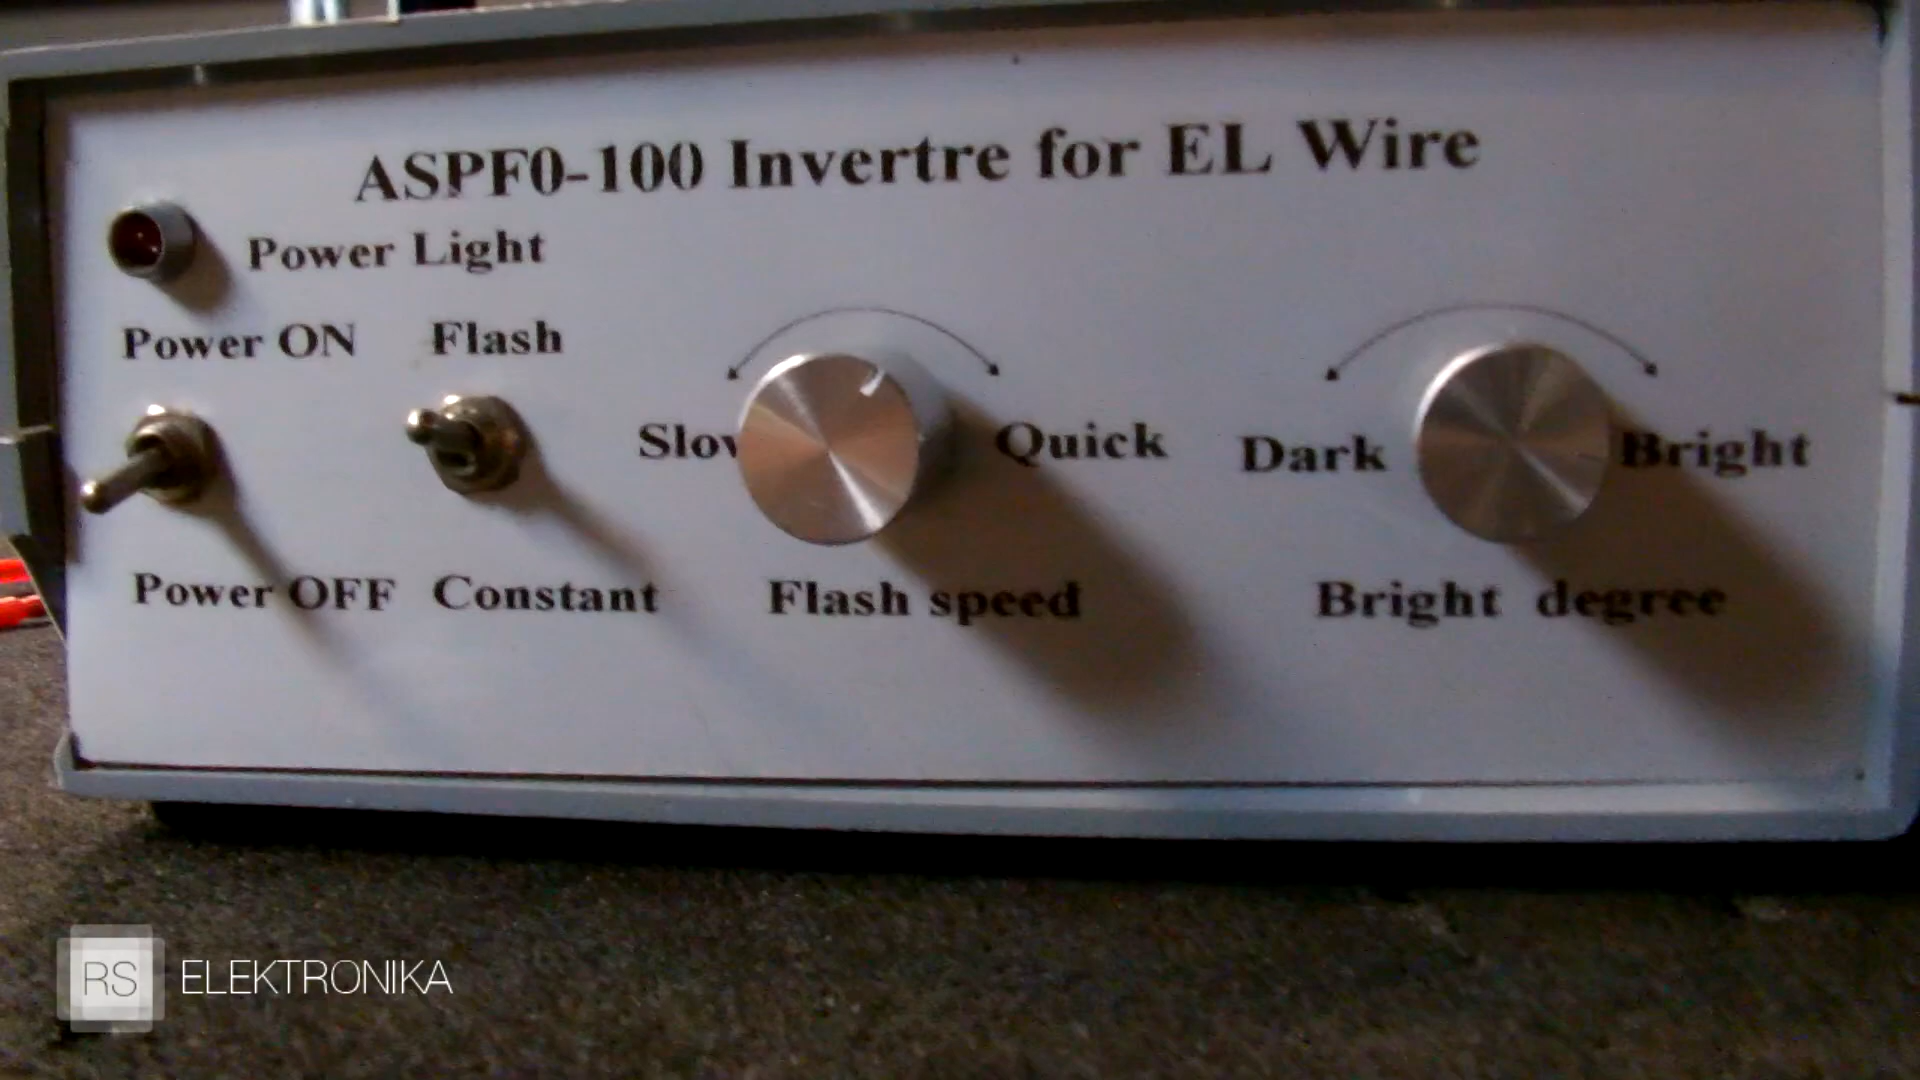 ASPF0-100 Invertre for EL Wire
Power Light
Power ON Flash
Slow Quick Dark Bright
Power OFF Constant Flash speed Bright degree
RS ELEKTRONIKA